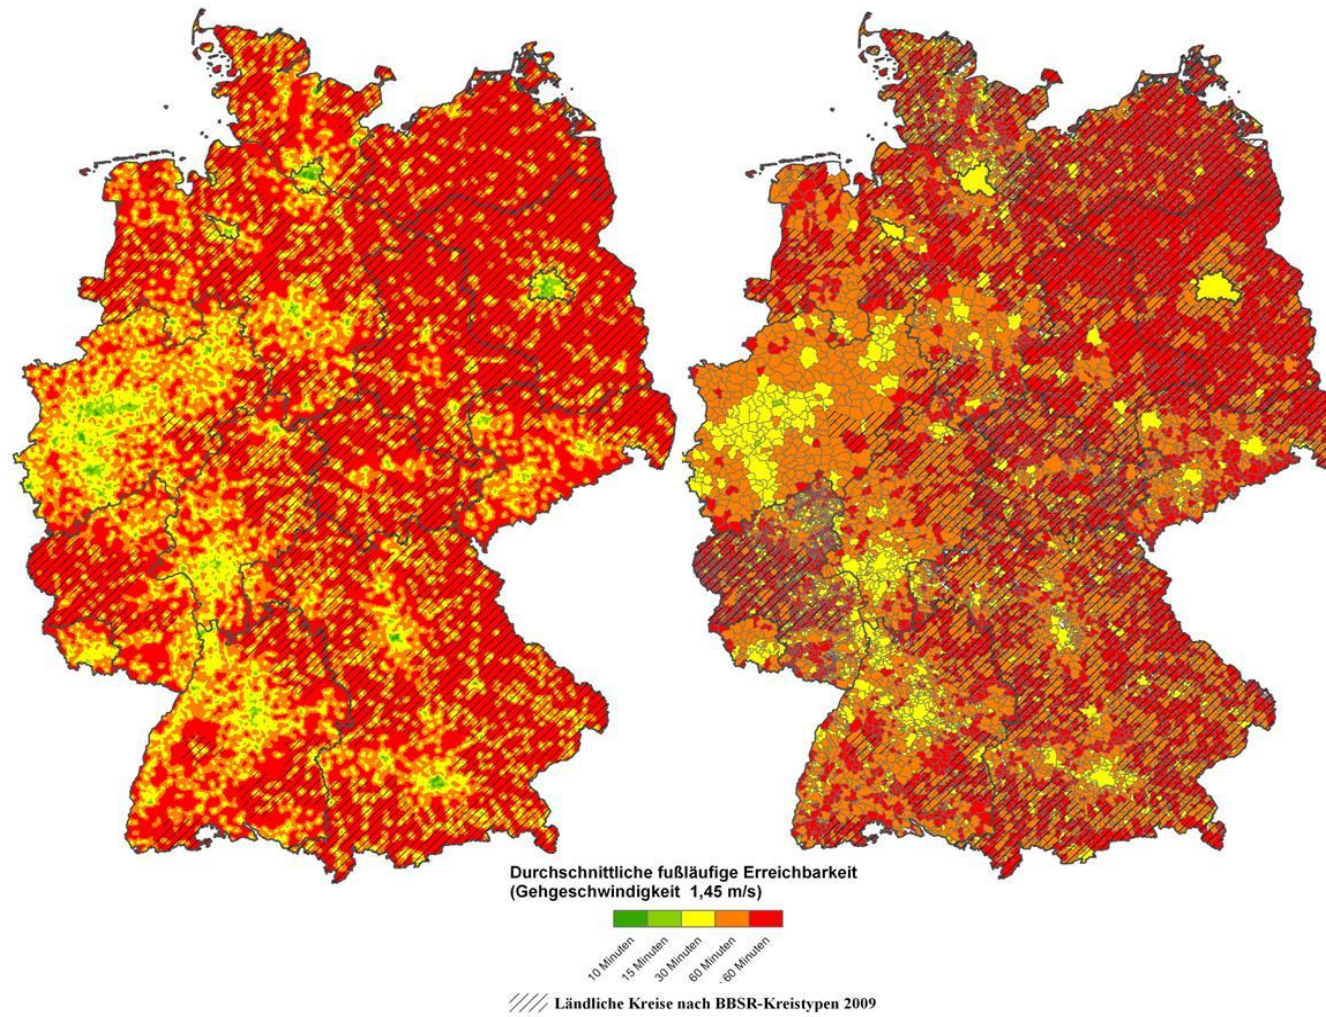 Durchschnittliche fußläufige Erreichbarkeit
(Gehgeschwindigkeit 1,45 m/s)
10 Minuten
15 Minuten
30 Minuten
60 Minuten
60 Minuten
Ländliche Kreise nach BBSR-Kreistypen 2009